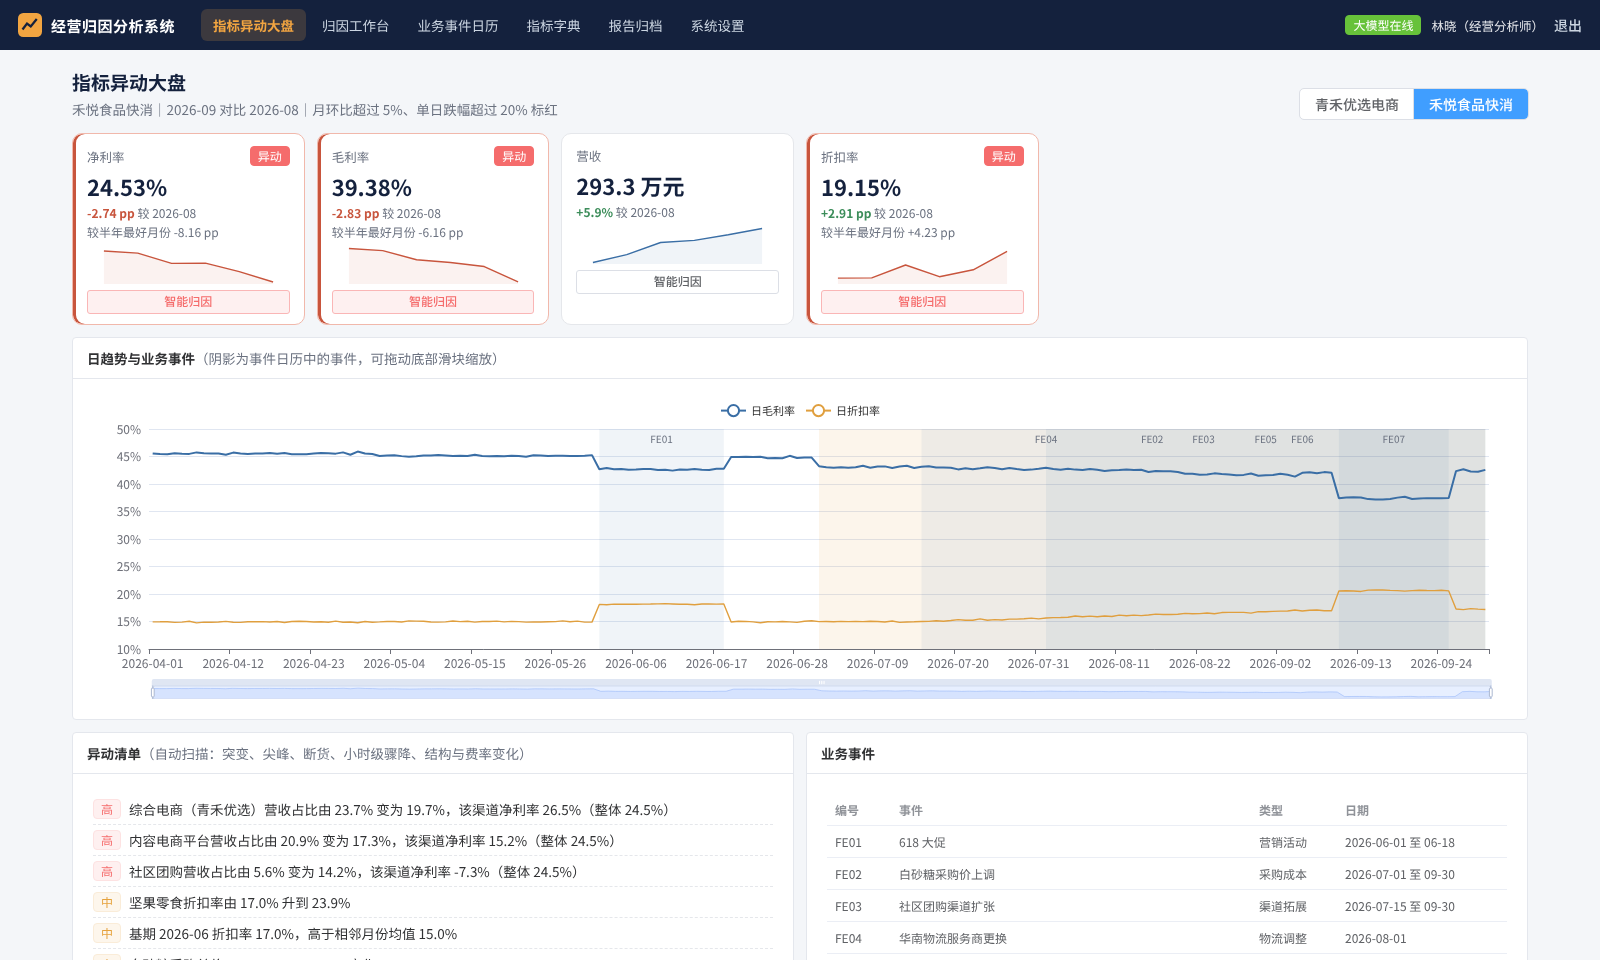 经营归因分析系统
指标异动大盘
归因工作台
业务事件日历
指标字典
报告归档
系统设置
大模型在线
林晓（经营分析师）
退出
指标异动大盘
禾悦食品快消｜2026-09 对比 2026-08｜月环比超过 5%、单日跌幅超过 20% 标红
青禾优选电商
禾悦食品快消
净利率
异动
24.53%
-2.74 pp 较 2026-08
较半年最好月份 -8.16 pp
智能归因
毛利率
异动
39.38%
-2.83 pp 较 2026-08
较半年最好月份 -6.16 pp
智能归因
营收
293.3 万元
+5.9% 较 2026-08
智能归因
折扣率
异动
19.15%
+2.91 pp 较 2026-08
较半年最好月份 +4.23 pp
智能归因
日趋势与业务事件（阴影为事件日历中的事件，可拖动底部滑块缩放）
日毛利率
日折扣率
50%
45%
40%
35%
30%
25%
20%
15%
10%
FE01
FE04
FE02
FE03
FE05
FE06
FE07
2026-04-01
2026-04-12
2026-04-23
2026-05-04
2026-05-15
2026-05-26
2026-06-06
2026-06-17
2026-06-28
2026-07-09
2026-07-20
2026-07-31
2026-08-11
2026-08-22
2026-09-02
2026-09-13
2026-09-24
异动清单（自动扫描：突变、尖峰、断货、小时级骤降、结构与费率变化）
高 综合电商（青禾优选）营收占比由 23.7% 变为 19.7%，该渠道净利率 26.5%（整体 24.5%）
高 内容电商平台营收占比由 20.9% 变为 17.3%，该渠道净利率 15.2%（整体 24.5%）
高 社区团购营收占比由 5.6% 变为 14.2%，该渠道净利率 -7.3%（整体 24.5%）
中 坚果零食折扣率由 17.0% 升到 23.9%
中 基期 2026-06 折扣率 17.0%，高于相邻月份均值 15.0%
业务事件
编号 事件 类型 日期
FE01 618 大促 营销活动 2026-06-01 至 06-18
FE02 白砂糖采购价上调 采购成本 2026-07-01 至 09-30
FE03 社区团购渠道扩张 渠道拓展 2026-07-15 至 09-30
FE04 华南物流服务商更换 物流调整 2026-08-01